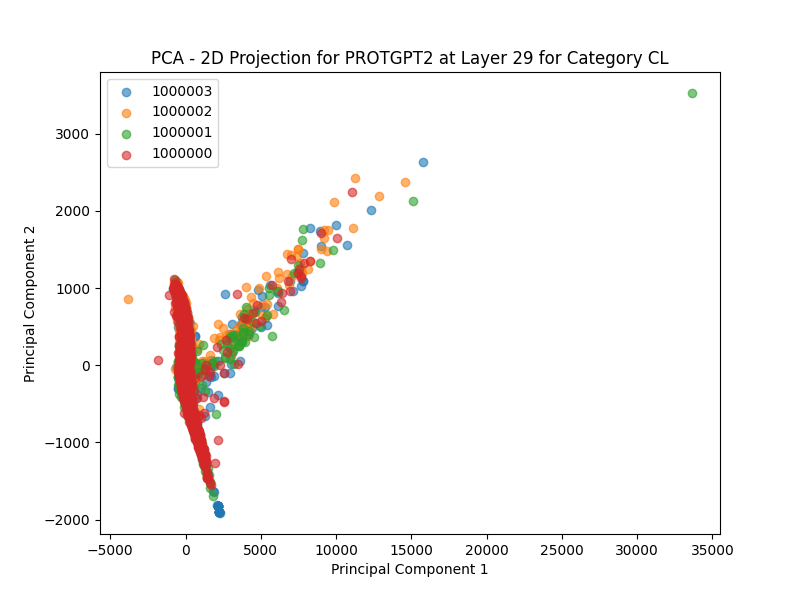 PCA - 2D Projection for PROTGPT2 at Layer 29 for Category CL
1000003
1000002
1000001
1000000
3000
2000
1000
0
−1000
−2000
Principal Component 2
−5000 0 5000 10000 15000 20000 25000 30000 35000
Principal Component 1